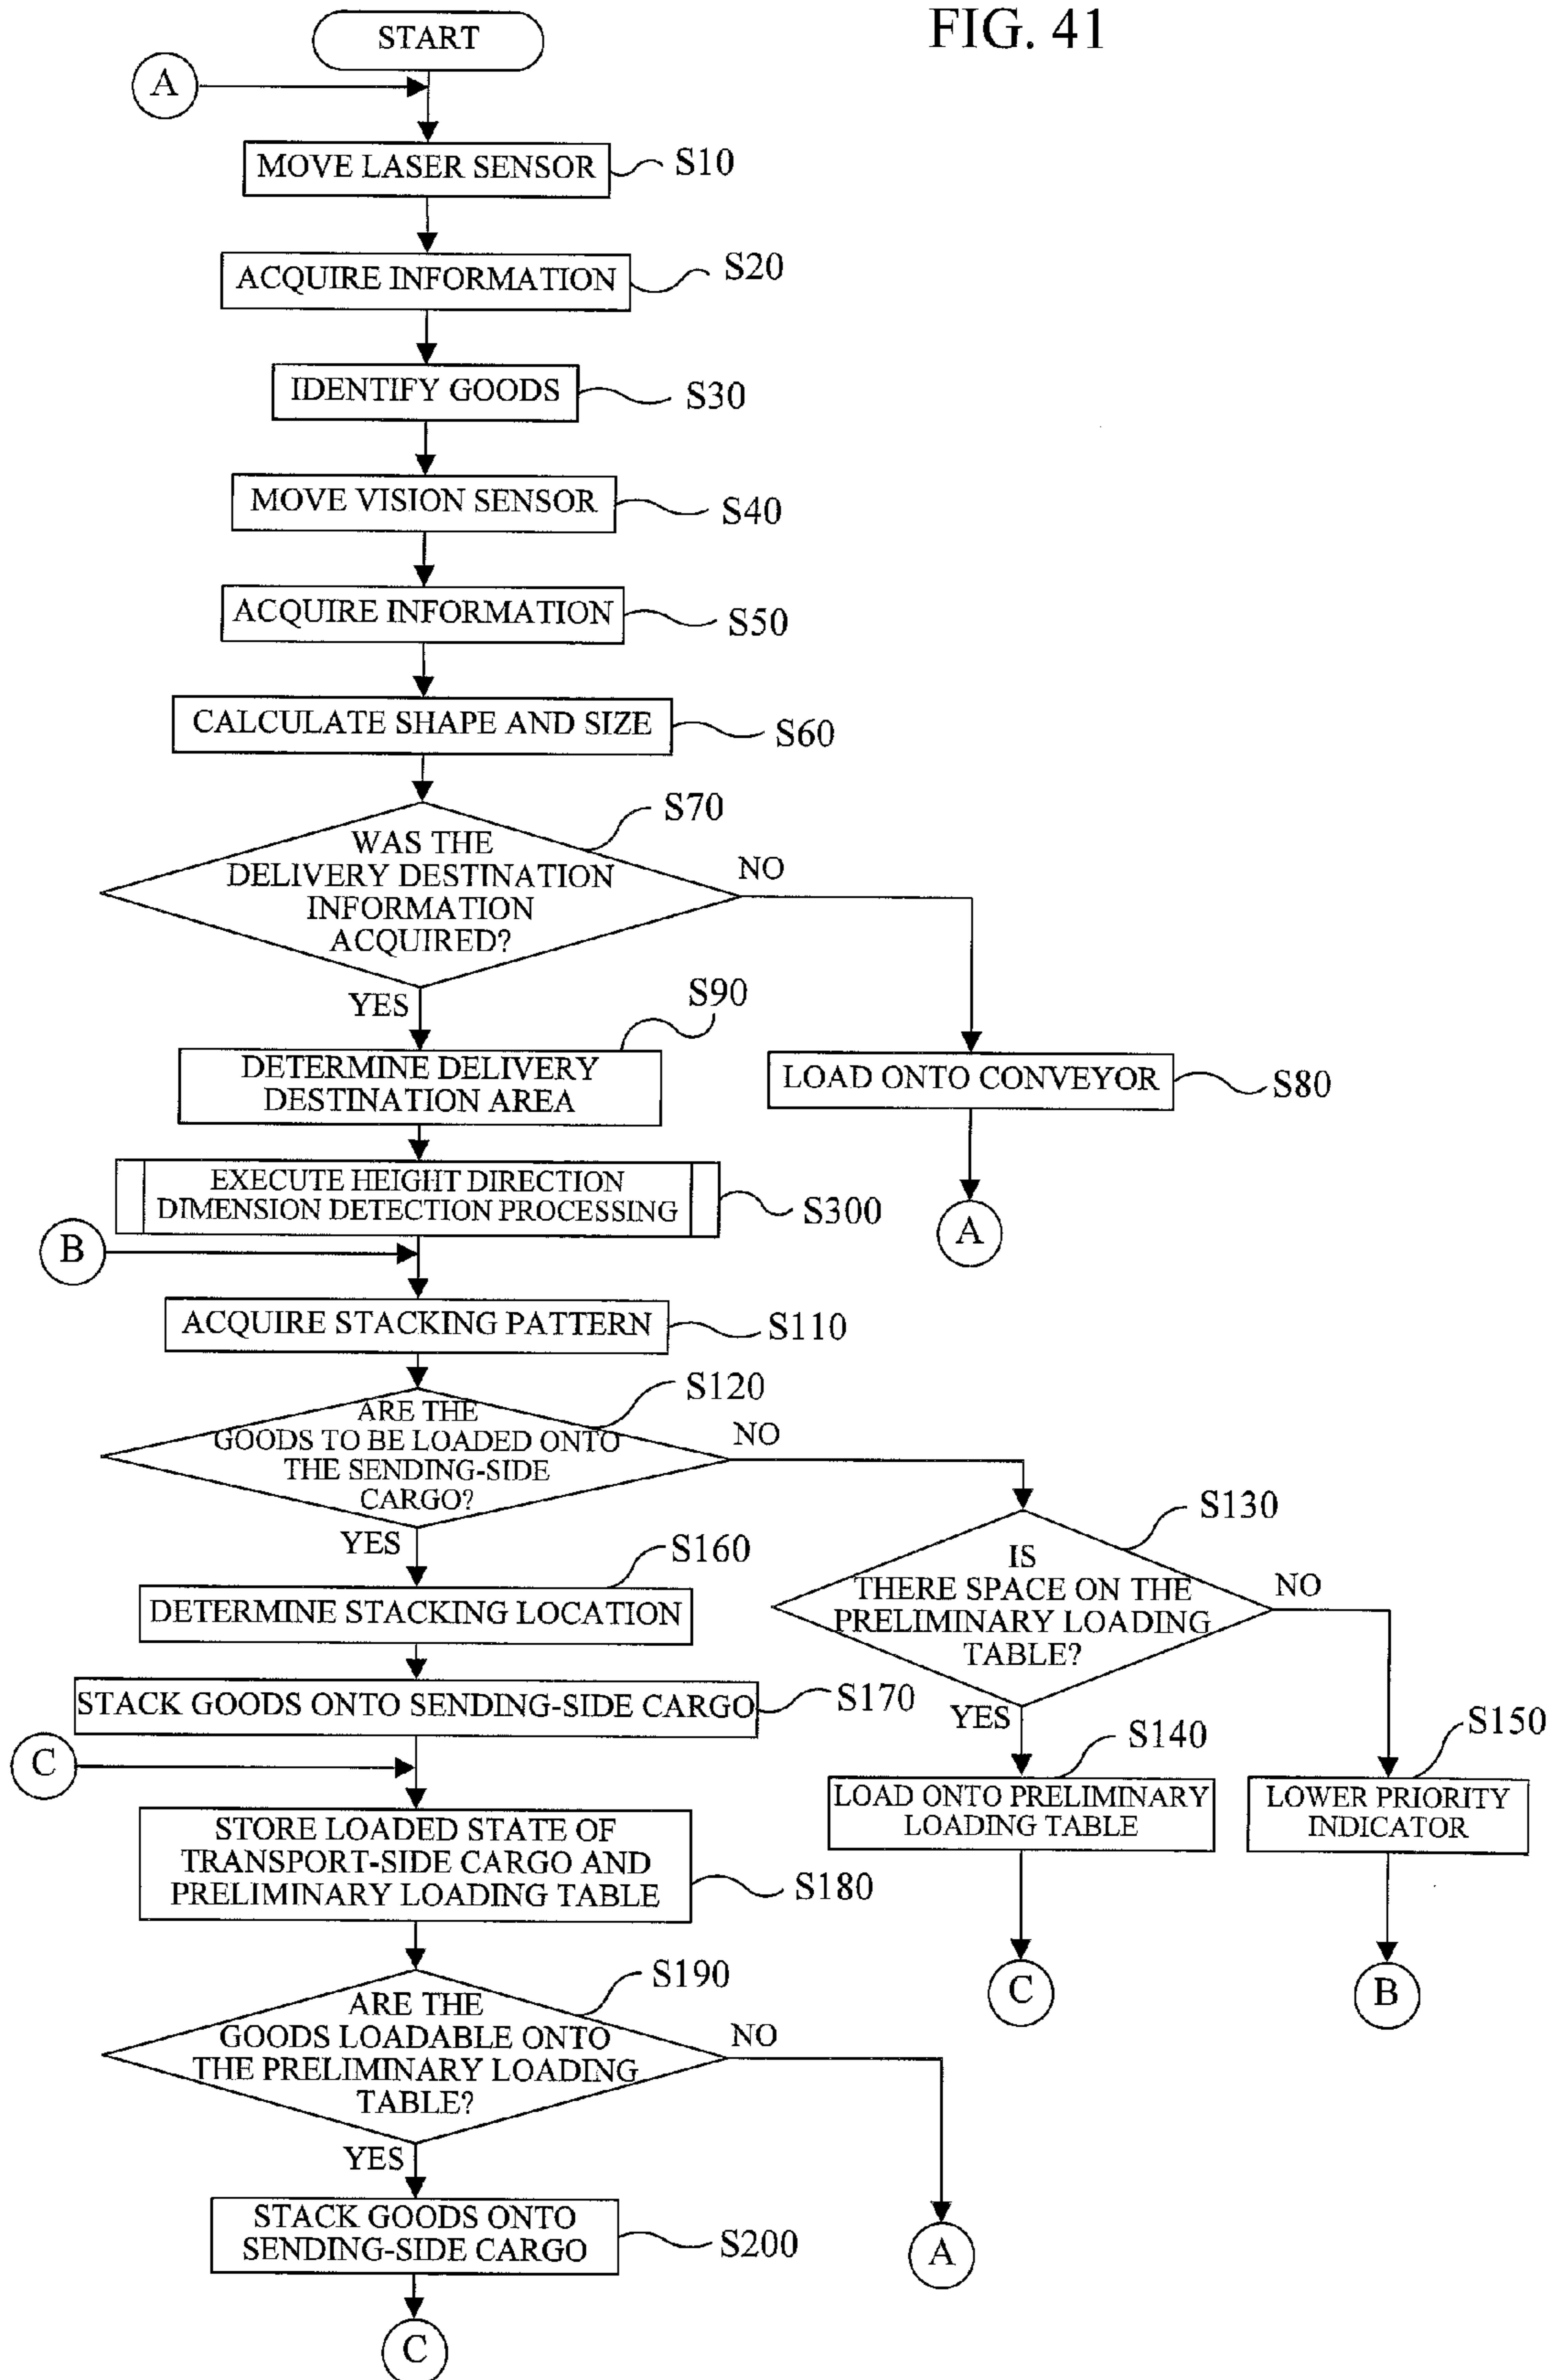 FIG. 41
START
A
MOVE LASER SENSOR
S10
ACQUIRE INFORMATION
S20
IDENTIFY GOODS
S30
MOVE VISION SENSOR
S40
ACQUIRE INFORMATION
S50
CALCULATE SHAPE AND SIZE
S60
S70
WAS THE
DELIVERY DESTINATION
INFORMATION
ACQUIRED?
NO
YES
S90
DETERMINE DELIVERY
DESTINATION AREA
LOAD ONTO CONVEYOR
S80
EXECUTE HEIGHT DIRECTION
DIMENSION DETECTION PROCESSING
S300
A
B
ACQUIRE STACKING PATTERN
S110
S120
ARE THE
GOODS TO BE LOADED ONTO
THE SENDING-SIDE
CARGO?
NO
YES
S130
IS
THERE SPACE ON THE
PRELIMINARY LOADING
TABLE?
NO
YES
S160
DETERMINE STACKING LOCATION
STACK GOODS ONTO SENDING-SIDE CARGO
S170
S140
LOAD ONTO PRELIMINARY
LOADING TABLE
S150
LOWER PRIORITY
INDICATOR
C
STORE LOADED STATE OF
TRANSPORT-SIDE CARGO AND
PRELIMINARY LOADING TABLE
S180
C
B
S190
ARE THE
GOODS LOADABLE ONTO
THE PRELIMINARY LOADING
TABLE?
NO
YES
STACK GOODS ONTO
SENDING-SIDE CARGO
S200
A
C